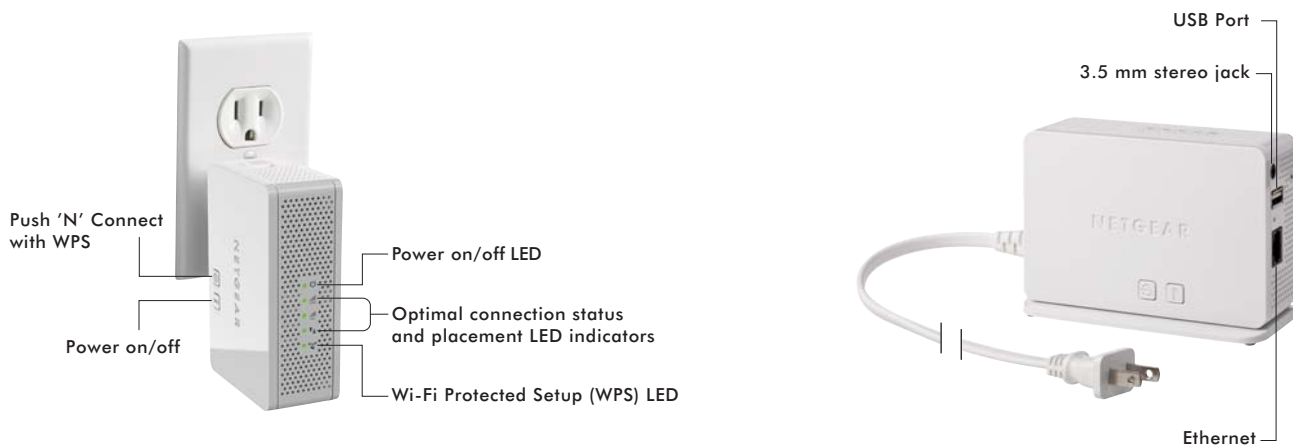 USB Port
3.5 mm stereo jack
Push 'N' Connect
with WPS
Power on/off
NETGEAR
Power on/off LED
Optimal connection status
and placement LED indicators
Wi-Fi Protected Setup (WPS) LED
NETGEAR
Ethernet